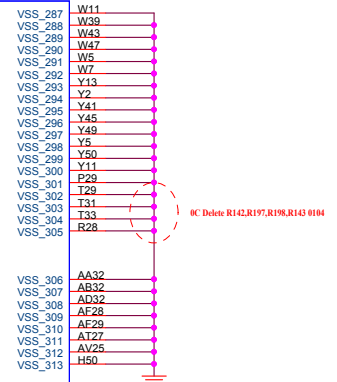 VSS_287 W11
VSS_288 W39
VSS_289 W43
VSS_290 W47
VSS_291 W5
VSS_292 W7
VSS_293 Y13
VSS_294 Y2
VSS_295 Y41
VSS_296 Y45
VSS_297 Y49
VSS_298 Y5
VSS_299 Y50
VSS_300 Y11
VSS_301 P29
VSS_302 T29
VSS_303 T31
VSS_304 T33
VSS_305 R28
0C Delete R142,R197,R198,R143 0104
VSS_306 AA32
VSS_307 AB32
VSS_308 AD32
VSS_309 AF28
VSS_310 AF29
VSS_311 AT27
VSS_312 AV25
VSS_313 H50